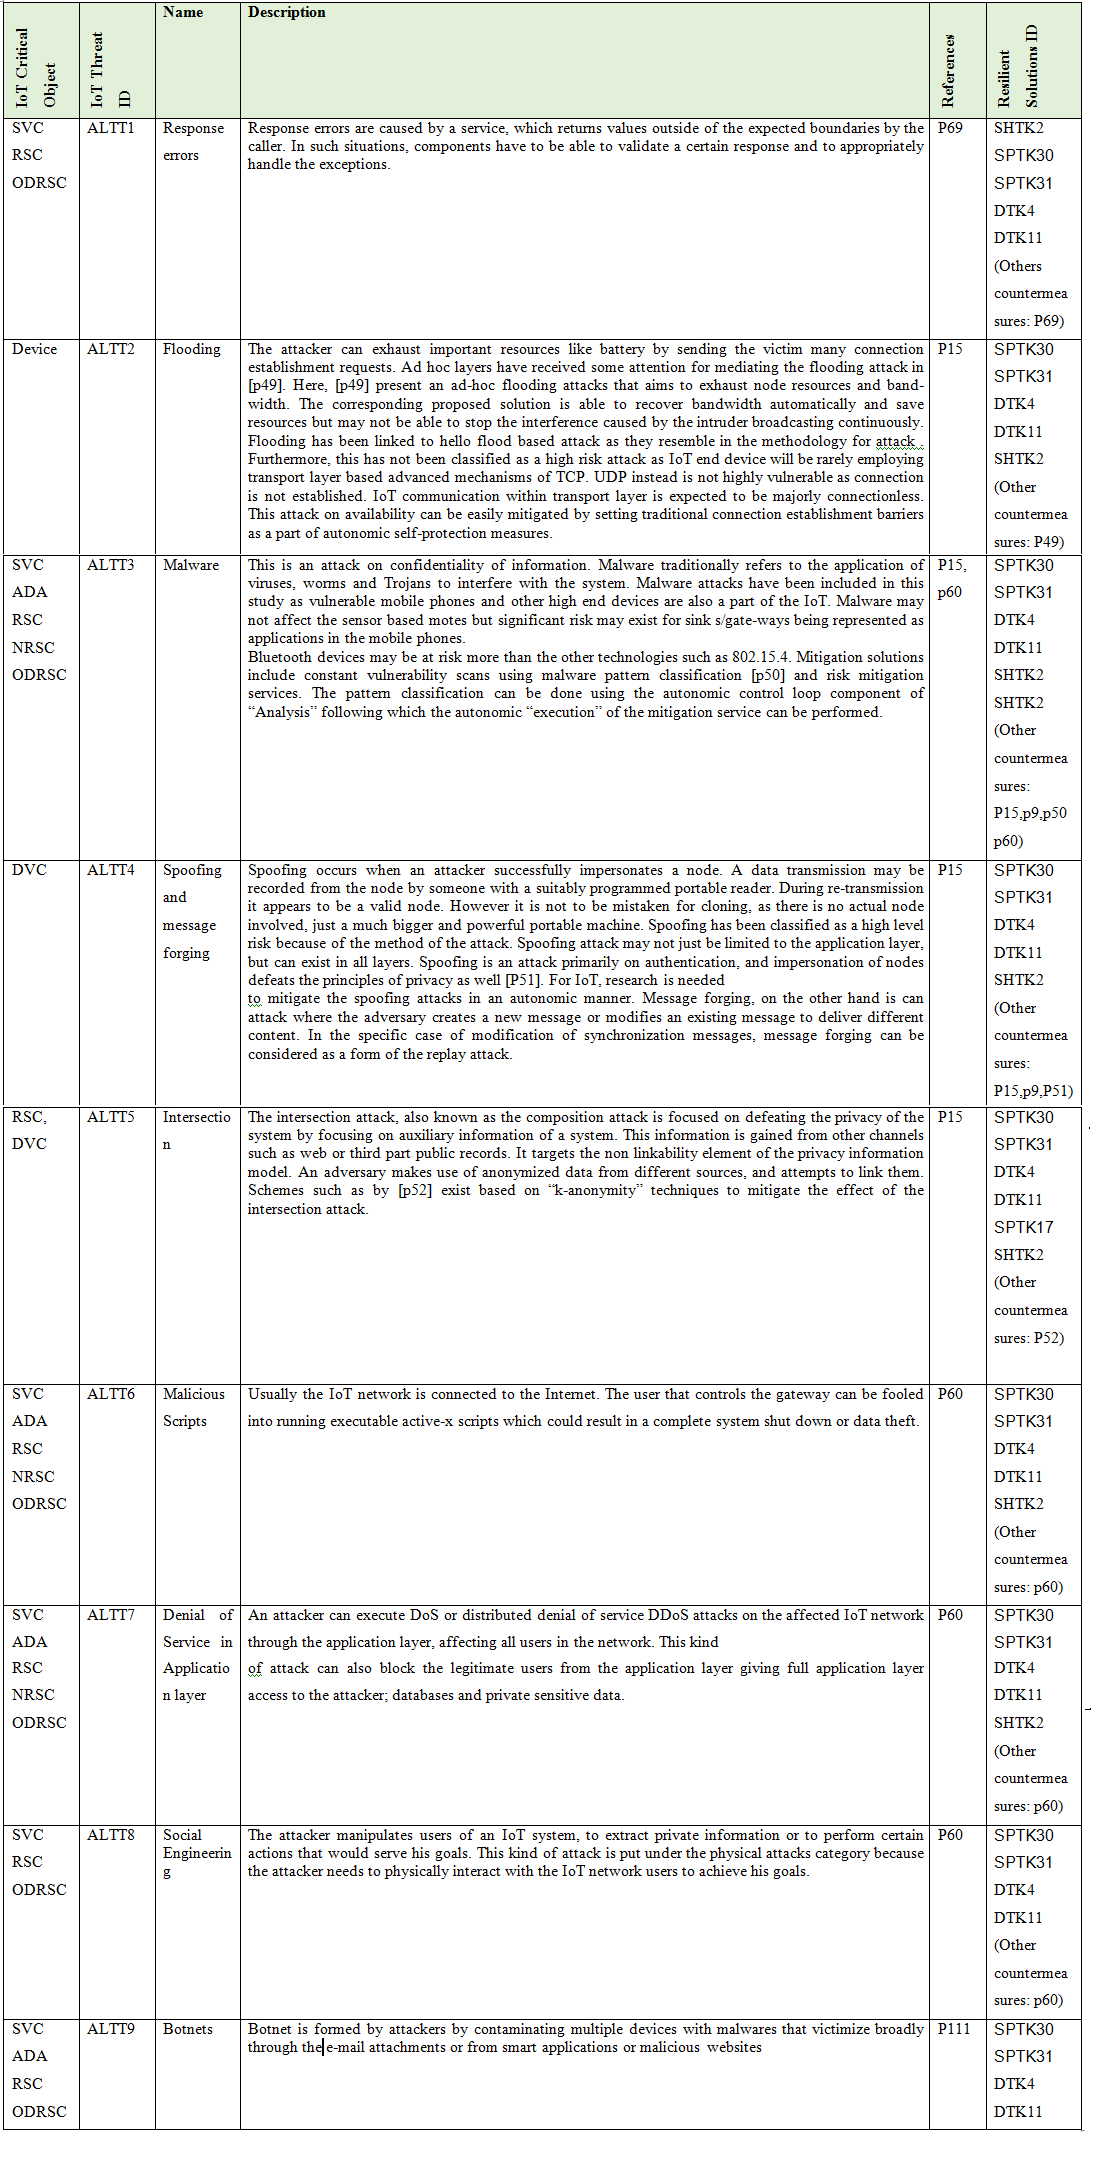 IoT Critical
Object
IoT Threat
ID
Name
Description
References
Resilient
Solutions ID
SVC
RSC
ODRSC
ALTT1
Response
errors
Response errors are caused by a service, which returns values outside of the expected boundaries by the
caller. In such situations, components have to be able to validate a certain response and to appropriately
handle the exceptions.
P69
SHTK2
SPTK30
SPTK31
DTK4
DTK11
(Others
countermea
sures: P69)
Device
ALTT2
Flooding
The attacker can exhaust important resources like battery by sending the victim many connection
establishment requests. Ad hoc layers have received some attention for mediating the flooding attack in
[p49]. Here, [p49] present an ad-hoc flooding attacks that aims to exhaust node resources and band-
width. The corresponding proposed solution is able to recover bandwidth automatically and save
resources but may not be able to stop the interference caused by the intruder broadcasting continuously.
Flooding has been linked to hello flood based attack as they resemble in the methodology for attack .
Furthermore, this has not been classified as a high risk attack as IoT end device will be rarely employing
transport layer based advanced mechanisms of TCP. UDP instead is not highly vulnerable as connection
is not established. IoT communication within transport layer is expected to be majorly connectionless.
This attack on availability can be easily mitigated by setting traditional connection establishment barriers
as a part of autonomic self-protection measures.
P15
SPTK30
SPTK31
DTK4
DTK11
SHTK2
(Other
countermea
sures: P49)
SVC
ADA
RSC
NRSC
ODRSC
ALTT3
Malware
This is an attack on confidentiality of information. Malware traditionally refers to the application of
viruses, worms and Trojans to interfere with the system. Malware attacks have been included in this
study as vulnerable mobile phones and other high end devices are also a part of the IoT. Malware may
not affect the sensor based motes but significant risk may exist for sink s/gate-ways being represented as
applications in the mobile phones.
Bluetooth devices may be at risk more than the other technologies such as 802.15.4. Mitigation solutions
include constant vulnerability scans using malware pattern classification [p50] and risk mitigation
services. The pattern classification can be done using the autonomic control loop component of
“Analysis” following which the autonomic “execution” of the mitigation service can be performed.
P15,
p60
SPTK30
SPTK31
DTK4
DTK11
SHTK2
SHTK2
(Other
countermea
sures:
P15,p9,p50
p60)
DVC
ALTT4
Spoofing
and
message
forging
Spoofing occurs when an attacker successfully impersonates a node. A data transmission may be
recorded from the node by someone with a suitably programmed portable reader. During re-transmission
it appears to be a valid node. However it is not to be mistaken for cloning, as there is no actual node
involved, just a much bigger and powerful portable machine. Spoofing has been classified as a high level
risk because of the method of the attack. Spoofing attack may not just be limited to the application layer,
but can exist in all layers. Spoofing is an attack primarily on authentication, and impersonation of nodes
defeats the principles of privacy as well [P51]. For IoT, research is needed
to mitigate the spoofing attacks in an autonomic manner. Message forging, on the other hand is can
attack where the adversary creates a new message or modifies an existing message to deliver different
content. In the specific case of modification of synchronization messages, message forging can be
considered as a form of the replay attack.
P15
SPTK30
SPTK31
DTK4
DTK11
SHTK2
(Other
countermea
sures:
P15,p9,P51)
RSC,
DVC
ALTT5
Intersectio
n
The intersection attack, also known as the composition attack is focused on defeating the privacy of the
system by focusing on auxiliary information of a system. This information is gained from other channels
such as web or third part public records. It targets the non linkability element of the privacy information
model. An adversary makes use of anonymized data from different sources, and attempts to link them.
Schemes such as by [p52] exist based on “k-anonymity” techniques to mitigate the effect of the
intersection attack.
P15
SPTK30
SPTK31
DTK4
DTK11
SPTK17
SHTK2
(Other
countermea
sures: P52)
SVC
ADA
RSC
NRSC
ODRSC
ALTT6
Malicious
Scripts
Usually the IoT network is connected to the Internet. The user that controls the gateway can be fooled
into running executable active-x scripts which could result in a complete system shut down or data theft.
P60
SPTK30
SPTK31
DTK4
DTK11
SHTK2
(Other
countermea
sures: p60)
SVC
ADA
RSC
NRSC
ODRSC
ALTT7
Denial of
Service in
Applicatio
n layer
An attacker can execute DoS or distributed denial of service DDoS attacks on the affected IoT network
through the application layer, affecting all users in the network. This kind
of attack can also block the legitimate users from the application layer giving full application layer
access to the attacker; databases and private sensitive data.
P60
SPTK30
SPTK31
DTK4
DTK11
SHTK2
(Other
countermea
sures: p60)
SVC
RSC
ODRSC
ALTT8
Social
Engineerin
g
The attacker manipulates users of an IoT system, to extract private information or to perform certain
actions that would serve his goals. This kind of attack is put under the physical attacks category because
the attacker needs to physically interact with the IoT network users to achieve his goals.
P60
SPTK30
SPTK31
DTK4
DTK11
(Other
countermea
sures: p60)
SVC
ADA
RSC
ODRSC
ALTT9
Botnets
Botnet is formed by attackers by contaminating multiple devices with malwares that victimize broadly
through the e-mail attachments or from smart applications or malicious websites
P111
SPTK30
SPTK31
DTK4
DTK11